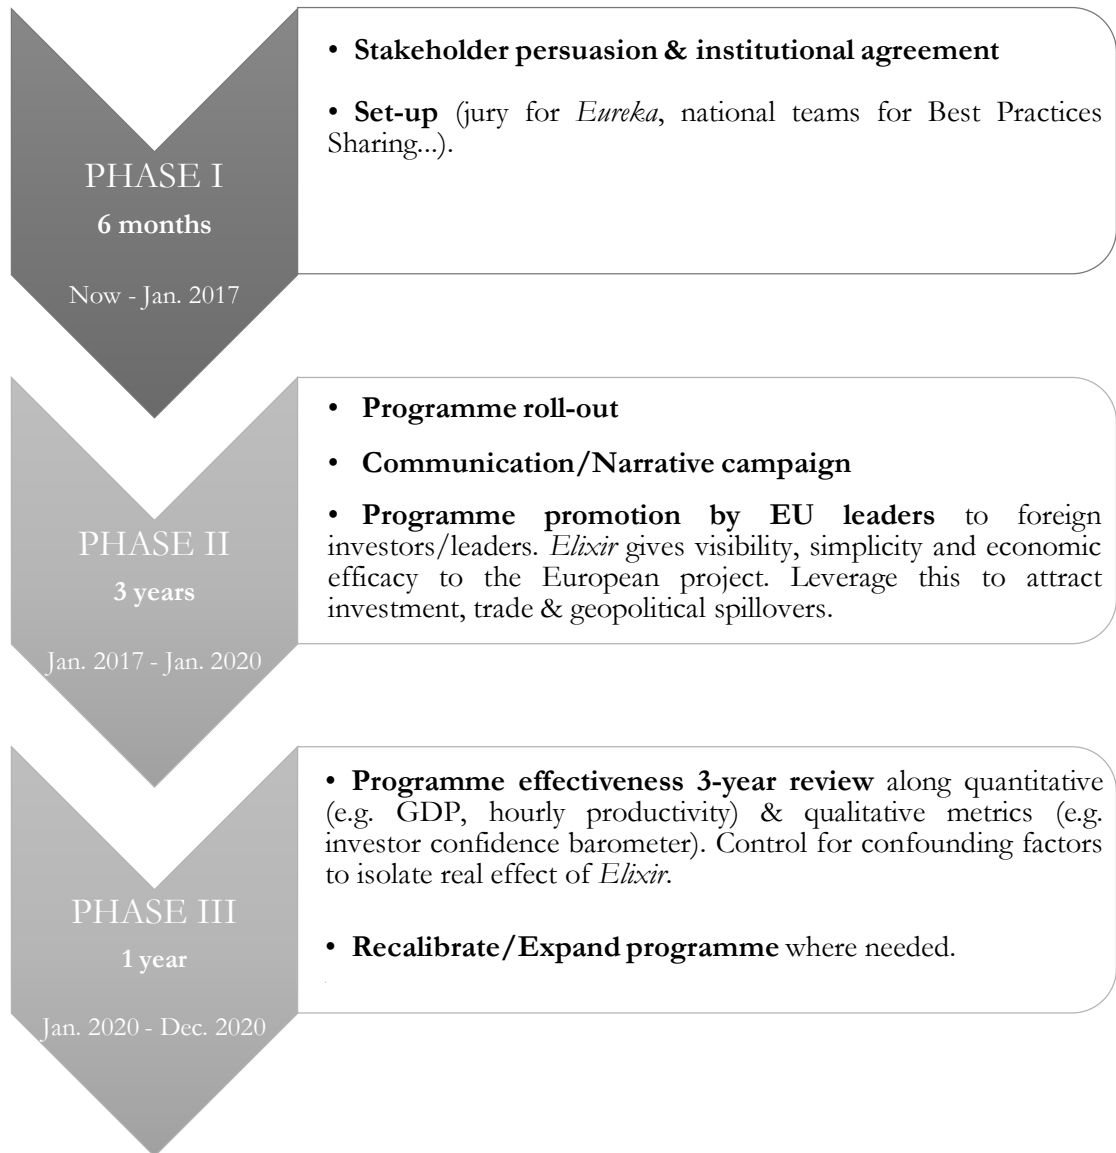 PHASE I
6 months
Now - Jan. 2017
• Stakeholder persuasion & institutional agreement
• Set-up (jury for Eureka, national teams for Best Practices
Sharing...).
PHASE II
3 years
Jan. 2017 - Jan. 2020
• Programme roll-out
• Communication/Narrative campaign
• Programme promotion by EU leaders to foreign
investors/leaders. Elixir gives visibility, simplicity and economic
efficacy to the European project. Leverage this to attract
investment, trade & geopolitical spillovers.
PHASE III
1 year
Jan. 2020 - Dec. 2020
• Programme effectiveness 3-year review along quantitative
(e.g. GDP, hourly productivity) & qualitative metrics (e.g.
investor confidence barometer). Control for confounding factors
to isolate real effect of Elixir.
• Recalibrate/Expand programme where needed.